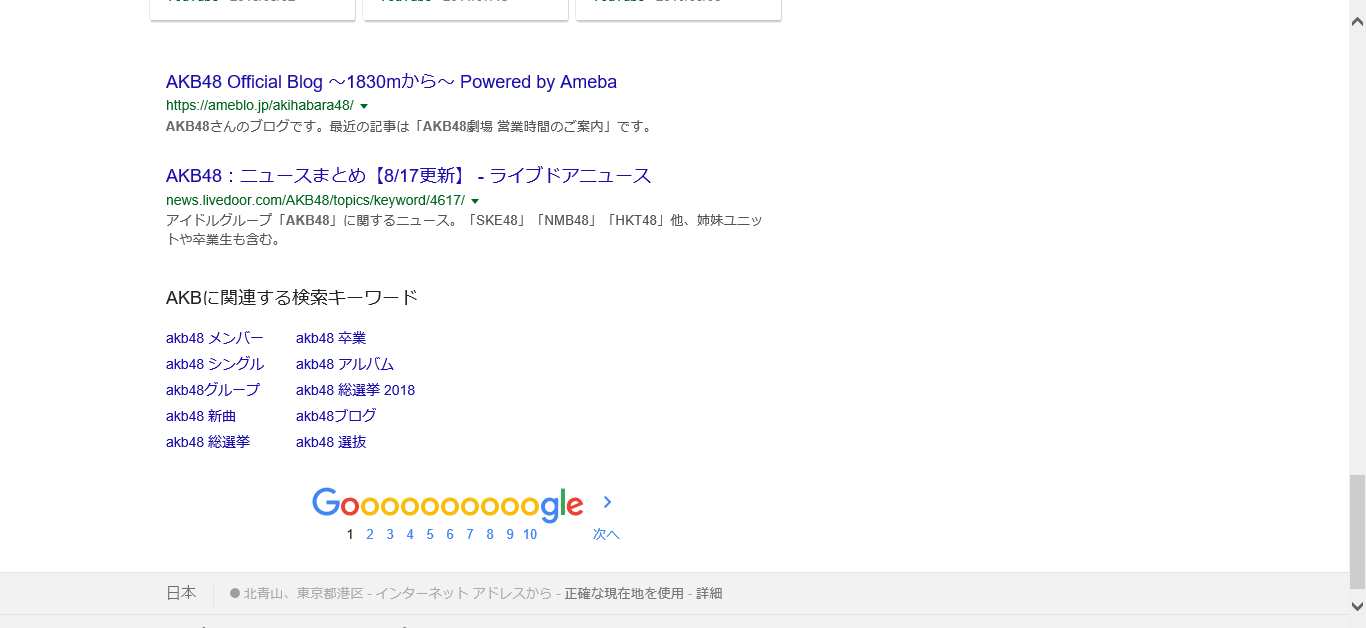 AKB48 Official Blog ～1830mから～ Powered by Ameba
https://ameblo.jp/akihabara48/
AKB48さんのブログです。最近の記事は「AKB48劇場 営業時間のご案内」です。
AKB48：ニュースまとめ【8/17更新】 - ライブドアニュース
news.livedoor.com/AKB48/topics/keyword/4617/
アイドルグループ「AKB48」に関するニュース。「SKE48」「NMB48」「HKT48」他、姉妹ユニッ
トや卒業生も含む。
AKBに関連する検索キーワード
akb48 メンバー akb48 卒業
akb48 シングル akb48 アルバム
akb48グループ akb48 総選挙 2018
akb48 新曲 akb48ブログ
akb48 総選挙 akb48 選抜
Goooooooooogle
1 2 3 4 5 6 7 8 9 10 次へ
日本 北青山、東京都港区 - インターネット アドレスから - 正確な現在地を使用 - 詳細